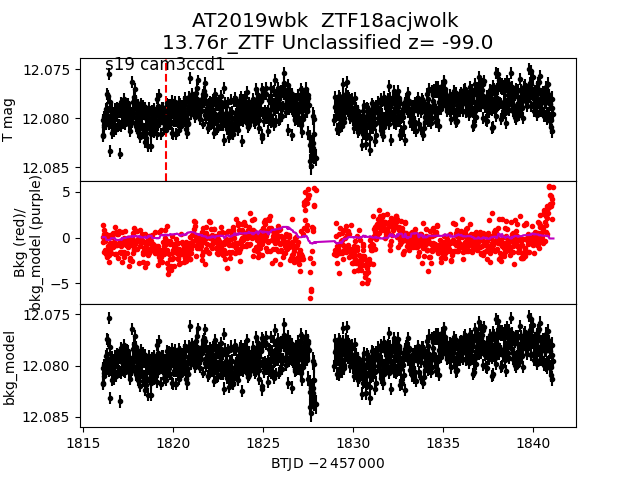 AT2019wbk  ZTF18acjwolk
13.76r_ZTF Unclassified z= -99.0
s19 cam3ccd1
T mag
12.075
12.080
12.085
Bkg (red)/
bkg_model (purple)
5
0
−5
bkg_model
12.075
12.080
12.085
1815
1820
1825
1830
1835
1840
BTJD −2 457 000